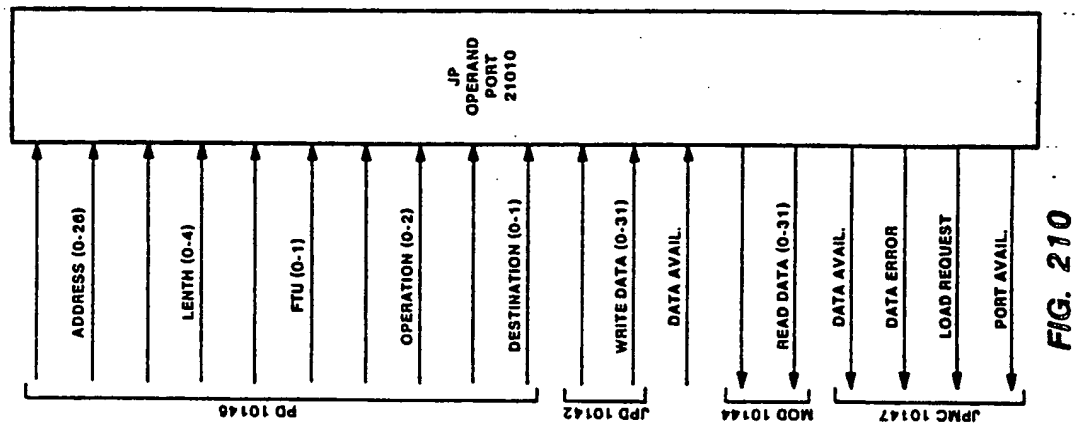 JP
OPERAND
PORT
21010
ADDRESS (0-26)
LENTH (0-4)
FTU (0-1)
OPERATION (0-2)
DESTINATION (0-1)
WRITE DATA (0-31)
DATA AVAIL.
READ DATA (0-31)
DATA AVAIL.
DATA ERROR
LOAD REQUEST
PORT AVAIL.
PD 10146
JPD 10142
MOD 10144
JPMC 10147
FIG. 210